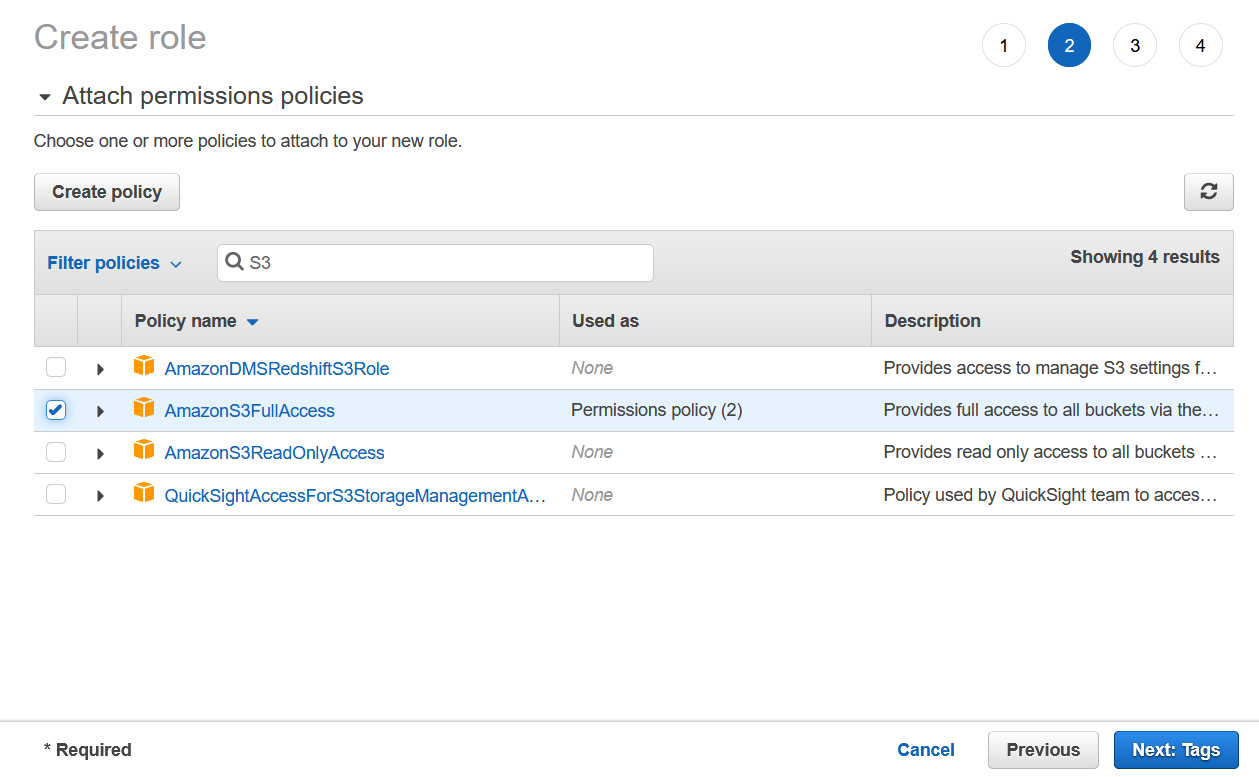 Create role
1 2 3 4
Attach permissions policies
Choose one or more policies to attach to your new role.
Create policy
Filter policies S3 Showing 4 results
Policy name Used as Description
AmazonDMSRedshiftS3Role None Provides access to manage S3 settings f...
AmazonS3FullAccess Permissions policy (2) Provides full access to all buckets via the...
AmazonS3ReadOnlyAccess None Provides read only access to all buckets ...
QuickSightAccessForS3StorageManagementA... None Policy used by QuickSight team to acces...
* Required Cancel Previous Next: Tags